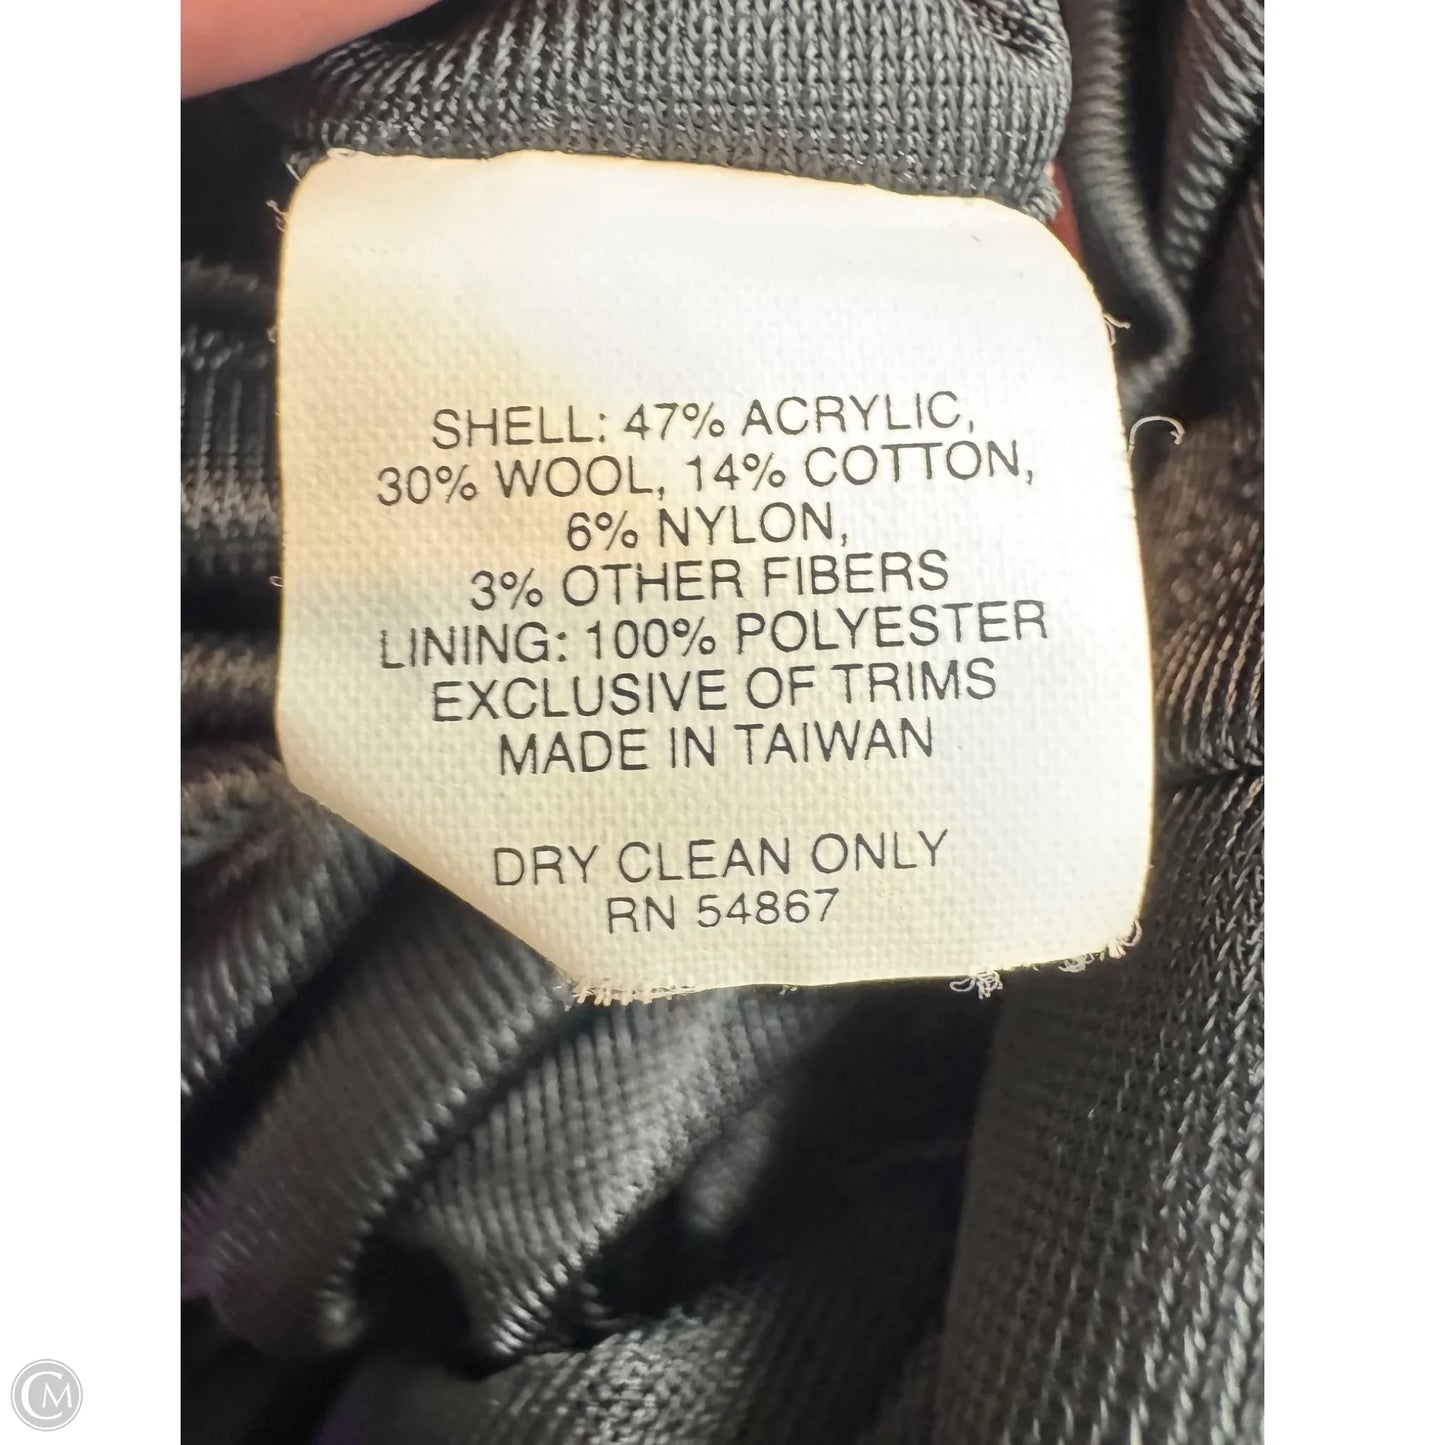 SHELL: 47% ACRYLIC,
30% WOOL, 14% COTTON,
6% NYLON,
3% OTHER FIBERS
LINING: 100% POLYESTER
EXCLUSIVE OF TRIMS
MADE IN TAIWAN
DRY CLEAN ONLY
RN 54867
CM